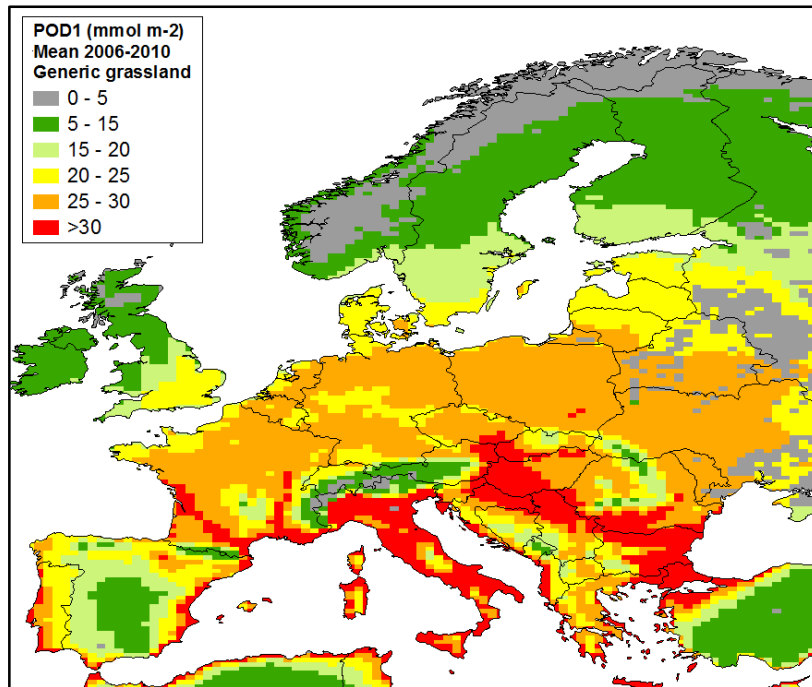 POD1 (mmol m-2)
Mean 2006-2010
Generic grassland
0 - 5
5 - 15
15 - 20
20 - 25
25 - 30
>30